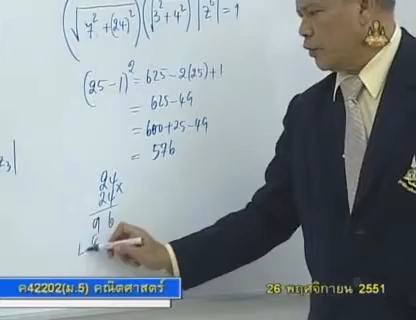 (√7² + (24)²)(√3² + 4²)|z⁶| = 1
(25 - 1)² = 625 - 2(25) + 1
= 625 - 49
= 600 + 25 - 49
= 576
z₃|
24
24 x
96
ค42202(ม.5) คณิตศาสตร์
26 พฤศจิกายน 2551